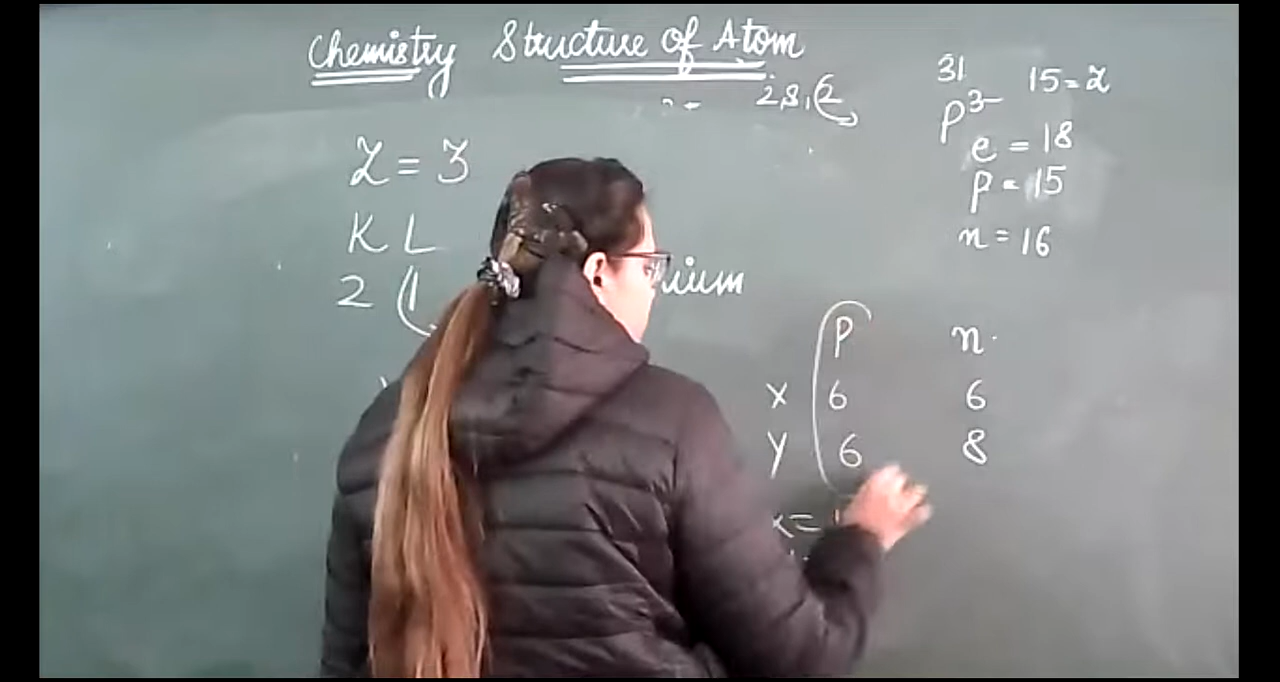 Chemistry Structure of Atom
2,8,6
31 15=Z
P3-
e = 18
p = 15
n = 16
Z = 3
K L
2 1
ium
P n
X 6 6
Y 6 8
x =